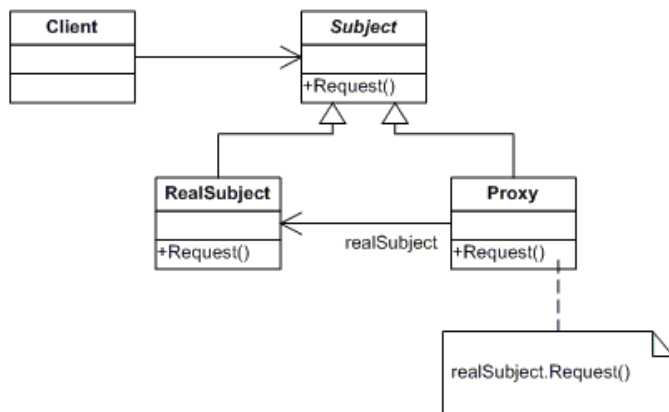 Client
Subject
+Request()
RealSubject
Proxy
+Request()
realSubject
+Request()
realSubject.Request()